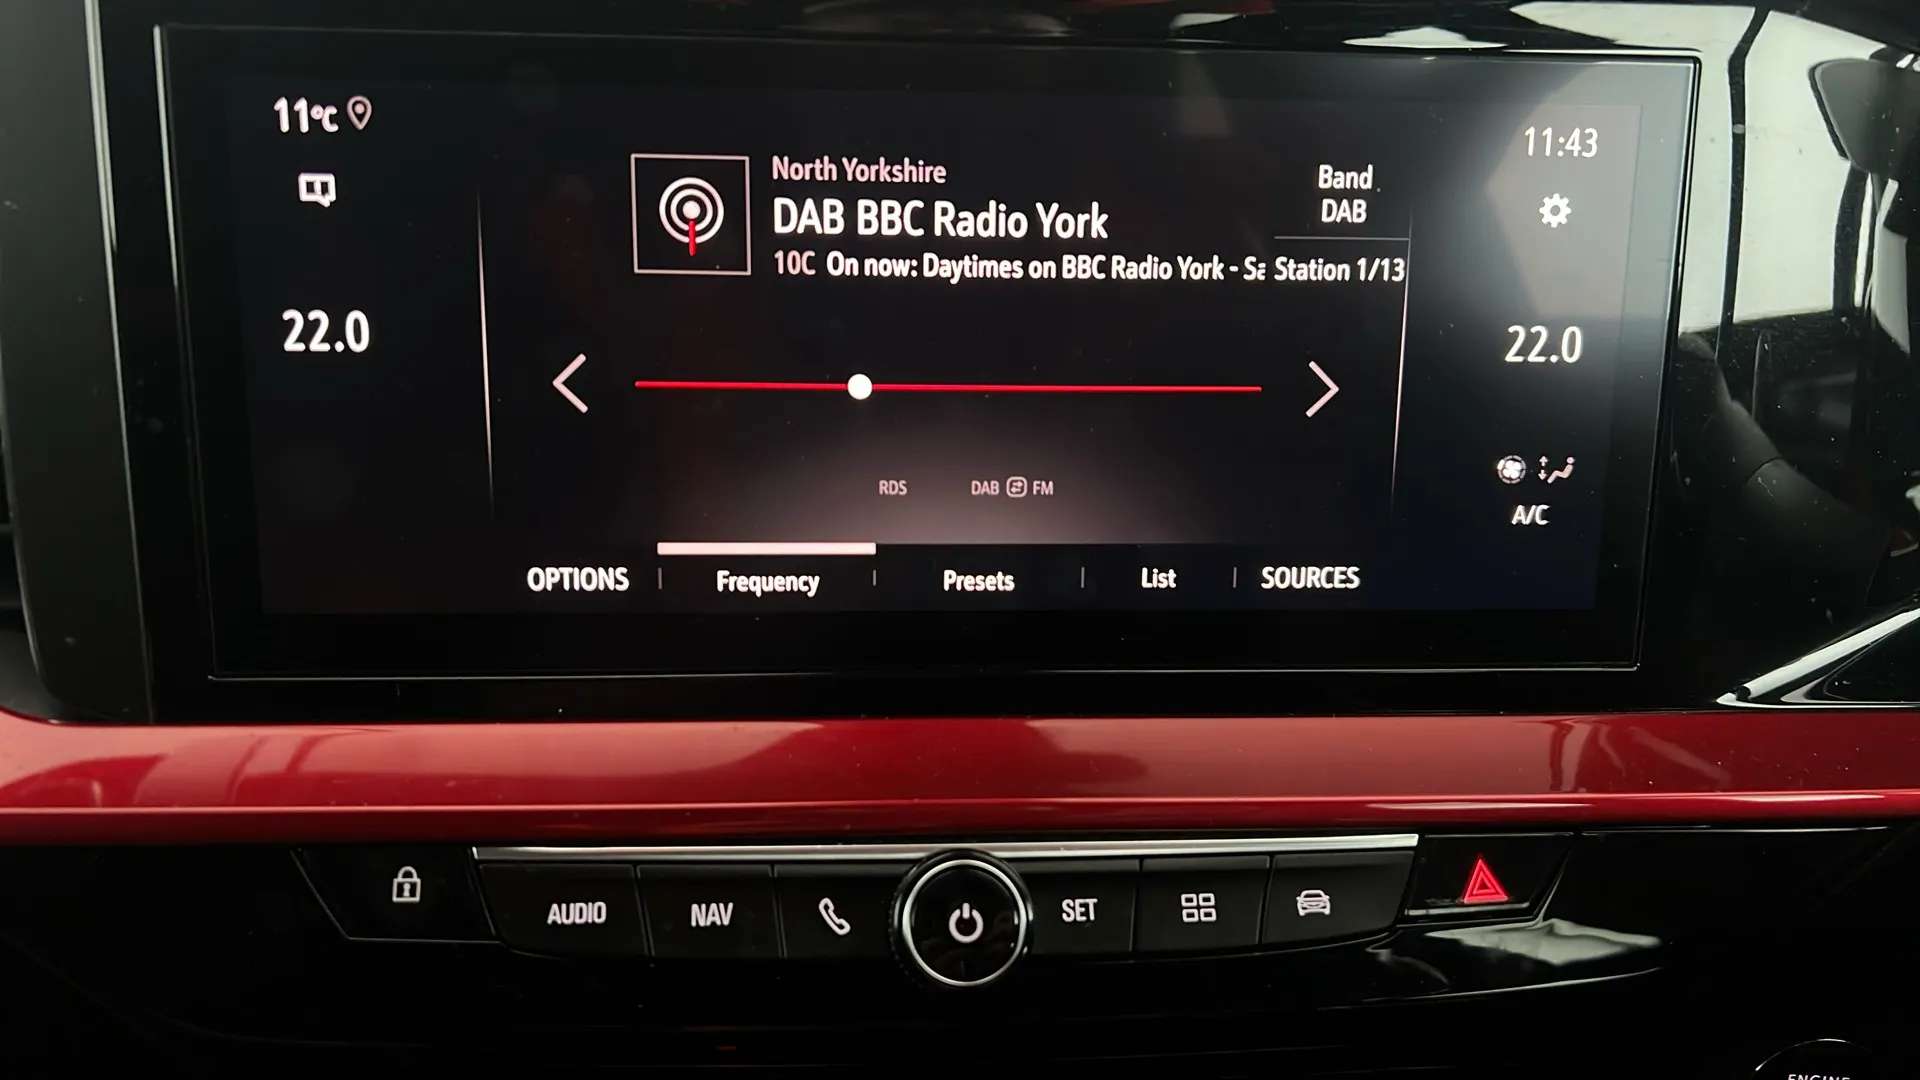 11°C
11:43
North Yorkshire
DAB BBC Radio York
10C On now: Daytimes on BBC Radio York - Sa
Band
DAB
Station 1/13
22.0
22.0
RDS
DAB FM
A/C
OPTIONS
Frequency
Presets
List
SOURCES
AUDIO
NAV
SET
ENGINE